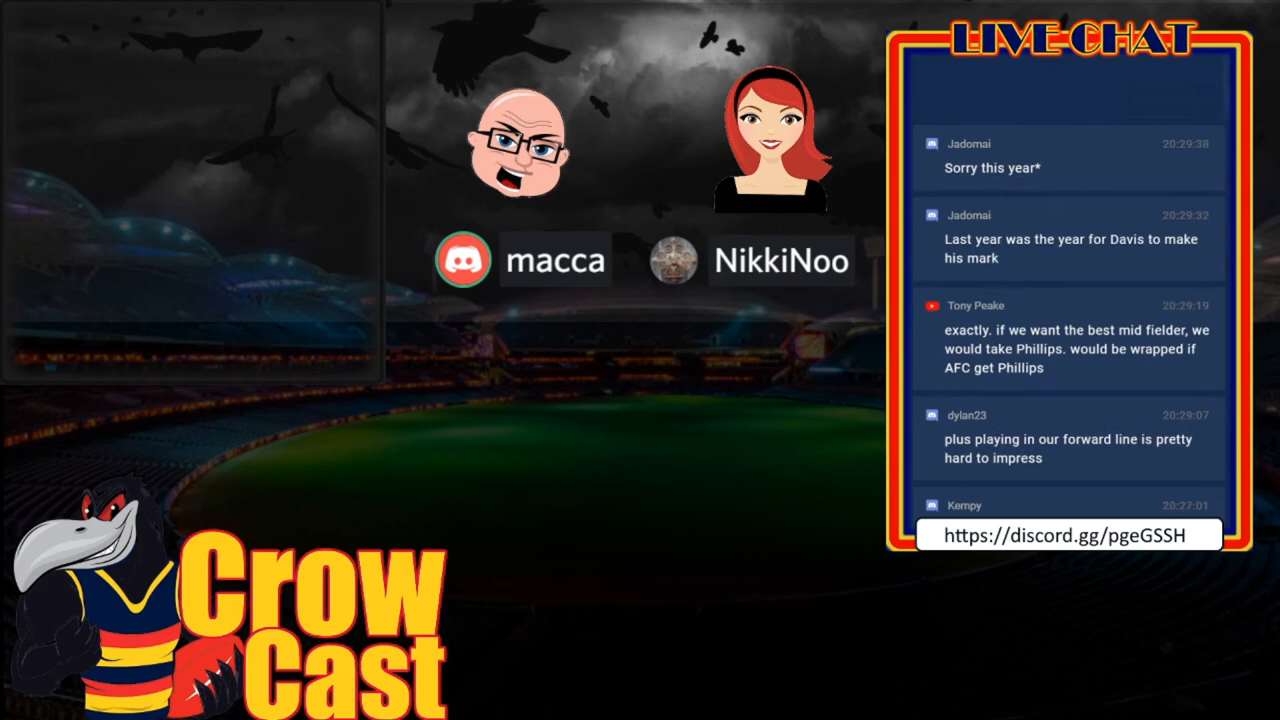 LIVE CHAT
Jadomai 20:29:38
Sorry this year*
Jadomai 20:29:32
Last year was the year for Davis to make
his mark
Tony Peake 20:29:19
exactly. if we want the best mid fielder, we
would take Phillips. would be wrapped if
AFC get Phillips
dylan23 20:29:07
plus playing in our forward line is pretty
hard to impress
Kempy 20:27:01
https://discord.gg/pgeGSSH
macca
NikkiNoo
Crow
Cast